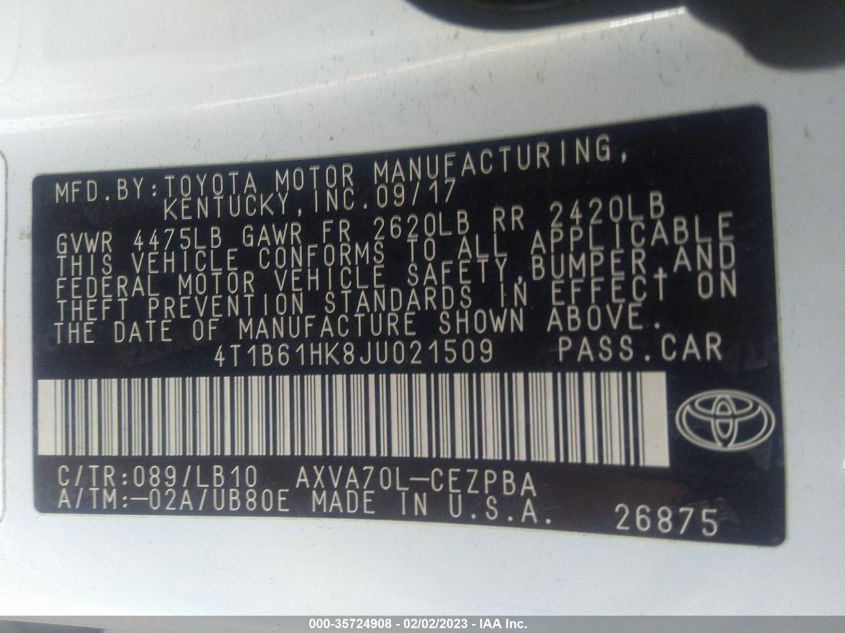 MFD.BY:TOYOTA MOTOR MANUFACTURING,
KENTUCKY,INC.09/17
GVWR 4475LB GAWR FR 2620LB RR 2420LB
THIS VEHICLE CONFORMS TO ALL APPLICABLE
FEDERAL MOTOR VEHICLE SAFETY,BUMPER,AND
THEFT PREVENTION STANDARDS IN EFFECT ON
THE DATE OF MANUFACTURE SHOWN ABOVE.
4T1B61HK8JU021509 PASS.CAR
C/TR:089/LB10 AXVA70L-CEZPBA
A/TM:-02A/UB80E MADE IN U.S.A. 26875
000-35724908 - 02/02/2023 - IAA Inc.